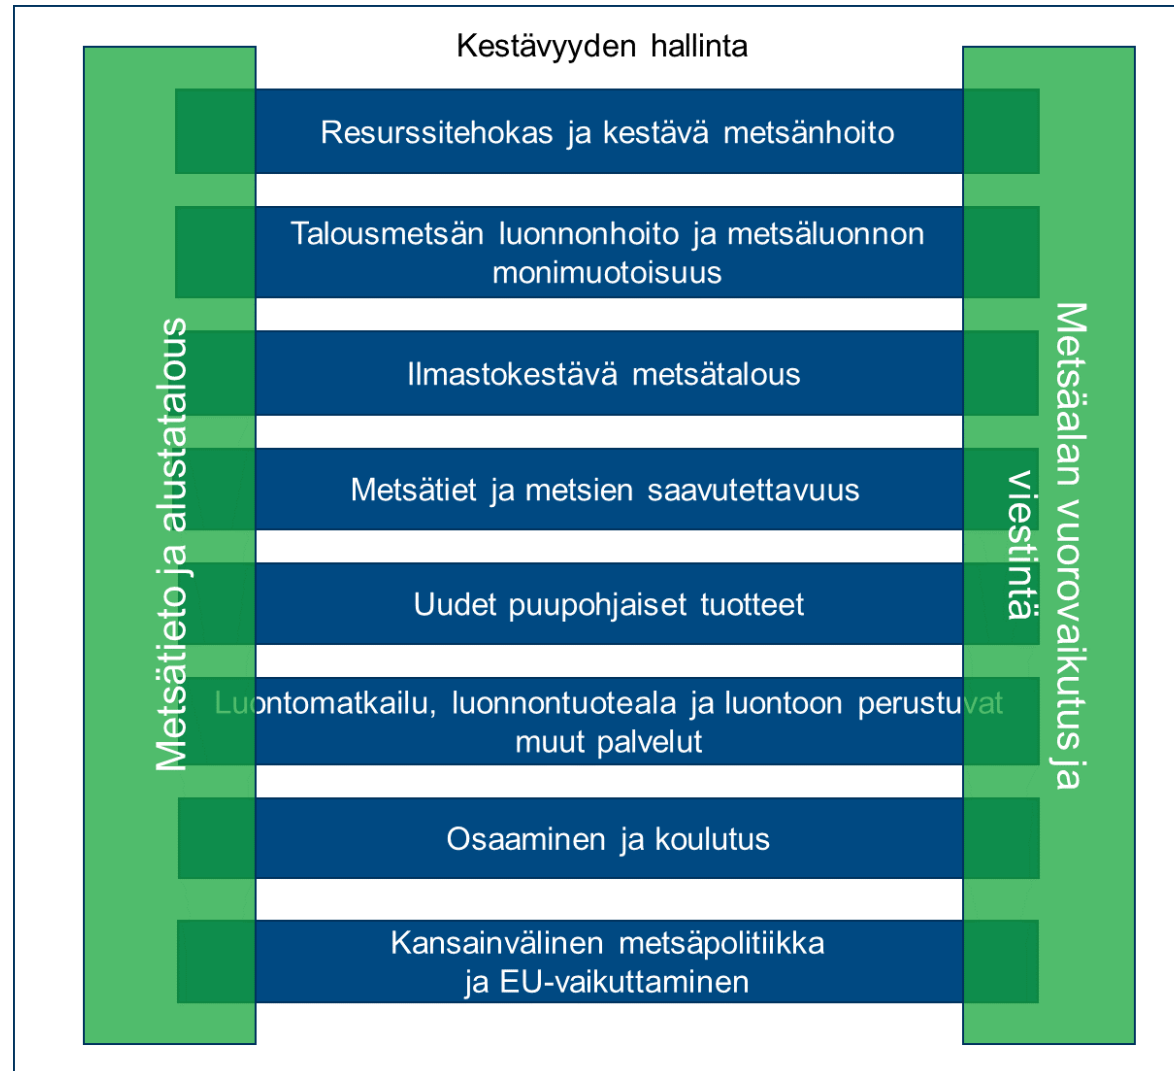 Kestävyyden hallinta
Resurssitehokas ja kestävä metsänhoito
Talousmetsän luonnonhoito ja metsäluonnon
monimuotoisuus
Ilmastokestävä metsätalous
Metsätiet ja metsien saavutettavuus
Uudet puupohjaiset tuotteet
Luontomatkailu, luonnontuoteala ja luontoon perustuvat
muut palvelut
Osaaminen ja koulutus
Kansainvälinen metsäpolitiikka
ja EU-vaikuttaminen
Metsätieto ja alustatalous
Metsäalan vuorovaikutus ja
viestintä